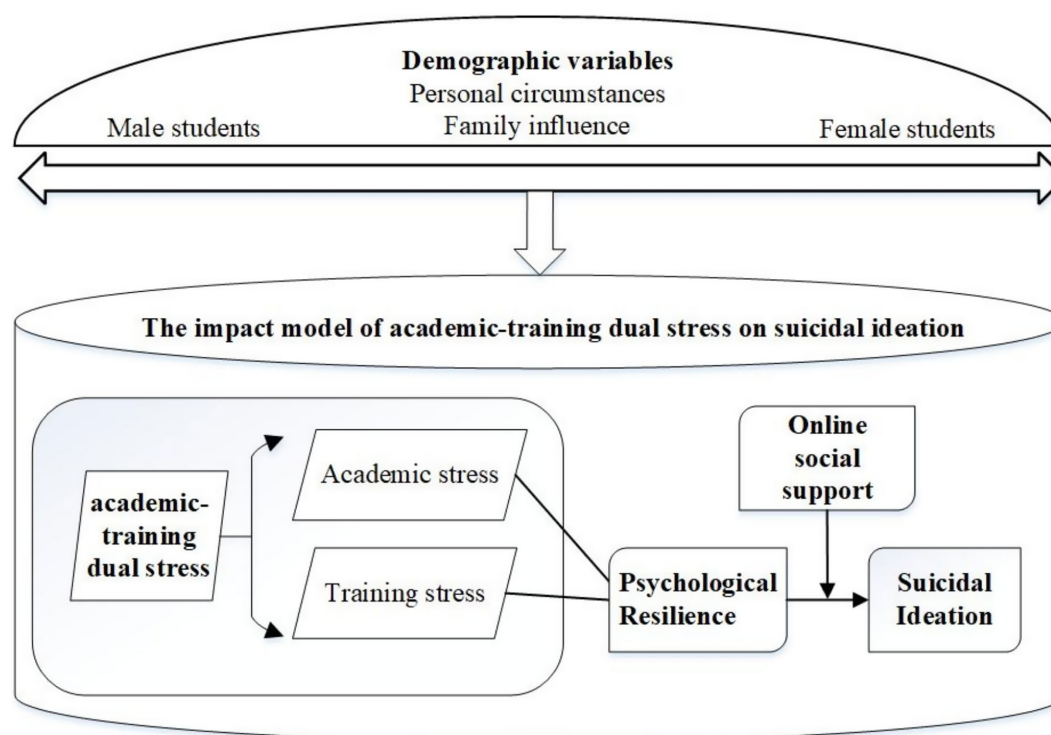 Demographic variables
Personal circumstances
Male students
Family influence
Female students
The impact model of academic-training dual stress on suicidal ideation
academic-
training
dual stress
Academic stress
Training stress
Psychological
Resilience
Online
social
support
Suicidal
Ideation